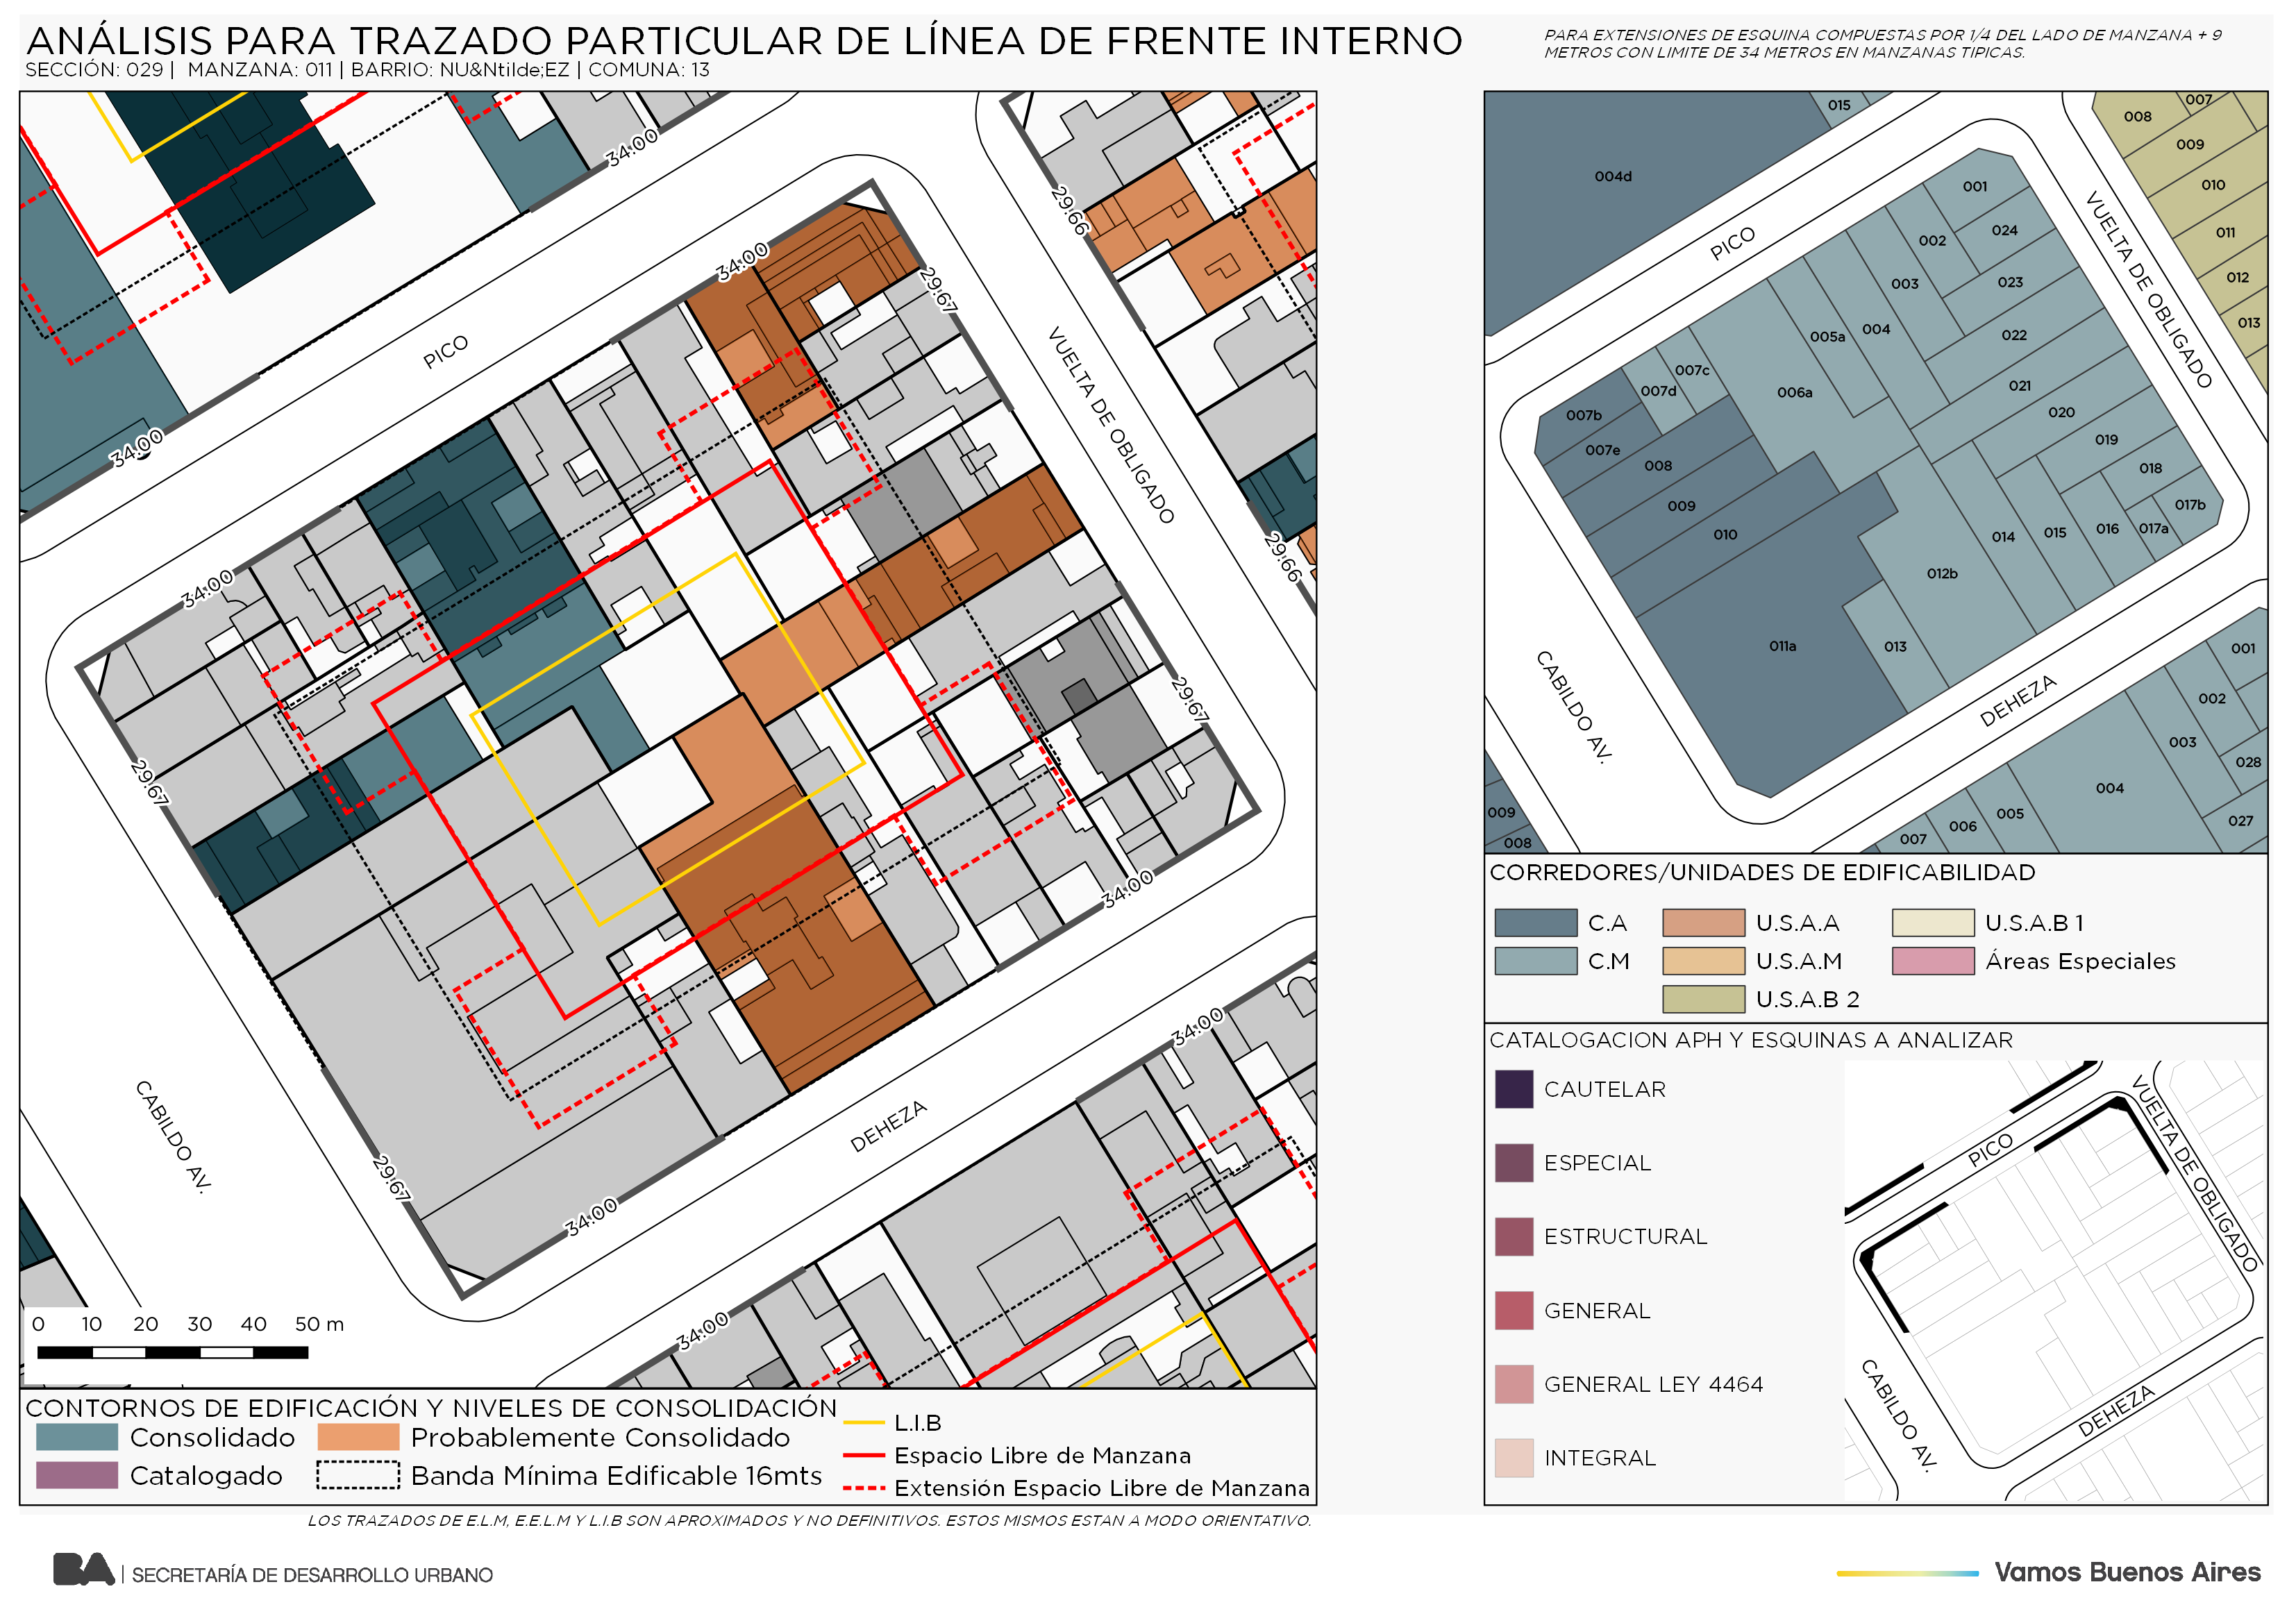 ANÁLISIS PARA TRAZADO PARTICULAR DE LÍNEA DE FRENTE INTERNO
SECCIÓN: 029 | MANZANA: 011 | BARRIO: NU&Ntilde;EZ | COMUNA: 13
PARA EXTENSIONES DE ESQUINA COMPUESTAS POR 1/4 DEL LADO DE MANZANA + 9
METROS CON LIMITE DE 34 METROS EN MANZANAS TIPICAS.
34:00
29:66
34:00
29:67
PICO
VUELTA DE OBLIGADO
34:00
29:66
34:00
29:67
29:67
34:00
34:00
DEHEZA
CABILDO AV.
29:67
34:00
34:00
0 10 20 30 40 50 m
CONTORNOS DE EDIFICACIÓN Y NIVELES DE CONSOLIDACIÓN
Consolidado
Probablemente Consolidado
Catalogado
Banda Mínima Edificable 16mts
L.I.B
Espacio Libre de Manzana
Extensión Espacio Libre de Manzana
015
007
008
004d
009
001
010
024
002
PICO
011
VUELTA DE OBLIGADO
012
023
003
013
004
022
005a
007c
021
007d
006a
020
007b
019
007e
008
018
009
017b
010
014
015
016
017a
012b
011a
013
001
CABILDO AV.
DEHEZA
002
003
028
004
009
005
027
006
007
008
CORREDORES/UNIDADES DE EDIFICABILIDAD
C.A
U.S.A.A
U.S.A.B 1
C.M
U.S.A.M
Áreas Especiales
U.S.A.B 2
CATALOGACION APH Y ESQUINAS A ANALIZAR
CAUTELAR
ESPECIAL
ESTRUCTURAL
GENERAL
GENERAL LEY 4464
INTEGRAL
PICO
VUELTA DE OBLIGADO
CABILDO AV.
DEHEZA
LOS TRAZADOS DE E.L.M, E.E.L.M Y L.I.B SON APROXIMADOS Y NO DEFINITIVOS. ESTOS MISMOS ESTAN A MODO ORIENTATIVO.
BA | SECRETARÍA DE DESARROLLO URBANO
Vamos Buenos Aires